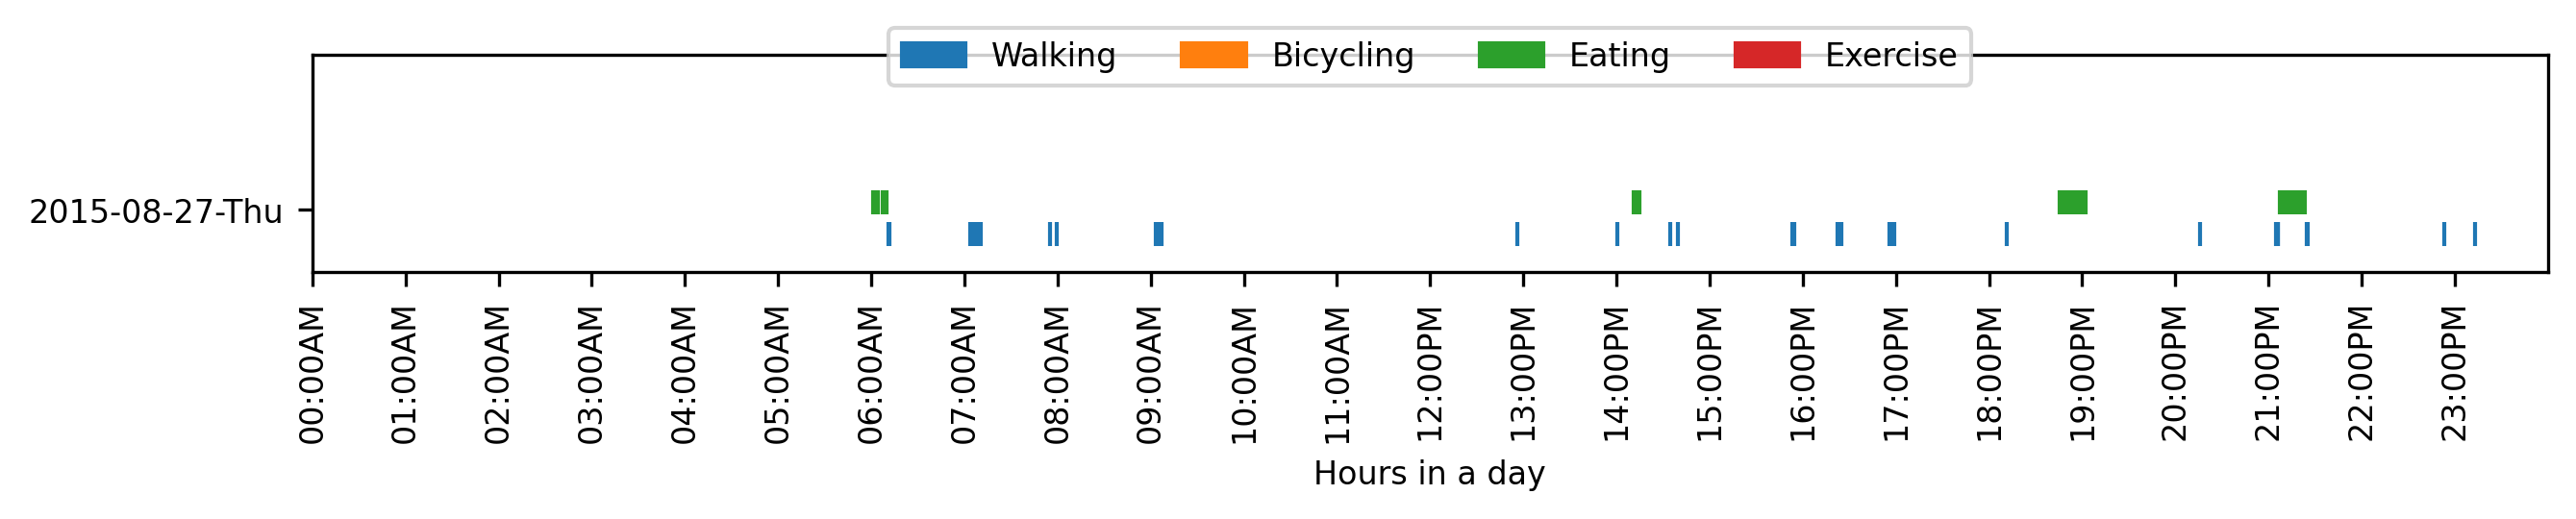 Walking Bicycling Eating Exercise
2015-08-27-Thu
00:00AM 01:00AM 02:00AM 03:00AM 04:00AM 05:00AM 06:00AM 07:00AM 08:00AM 09:00AM 10:00AM 11:00AM 12:00PM 13:00PM 14:00PM 15:00PM 16:00PM 17:00PM 18:00PM 19:00PM 20:00PM 21:00PM 22:00PM 23:00PM
Hours in a day